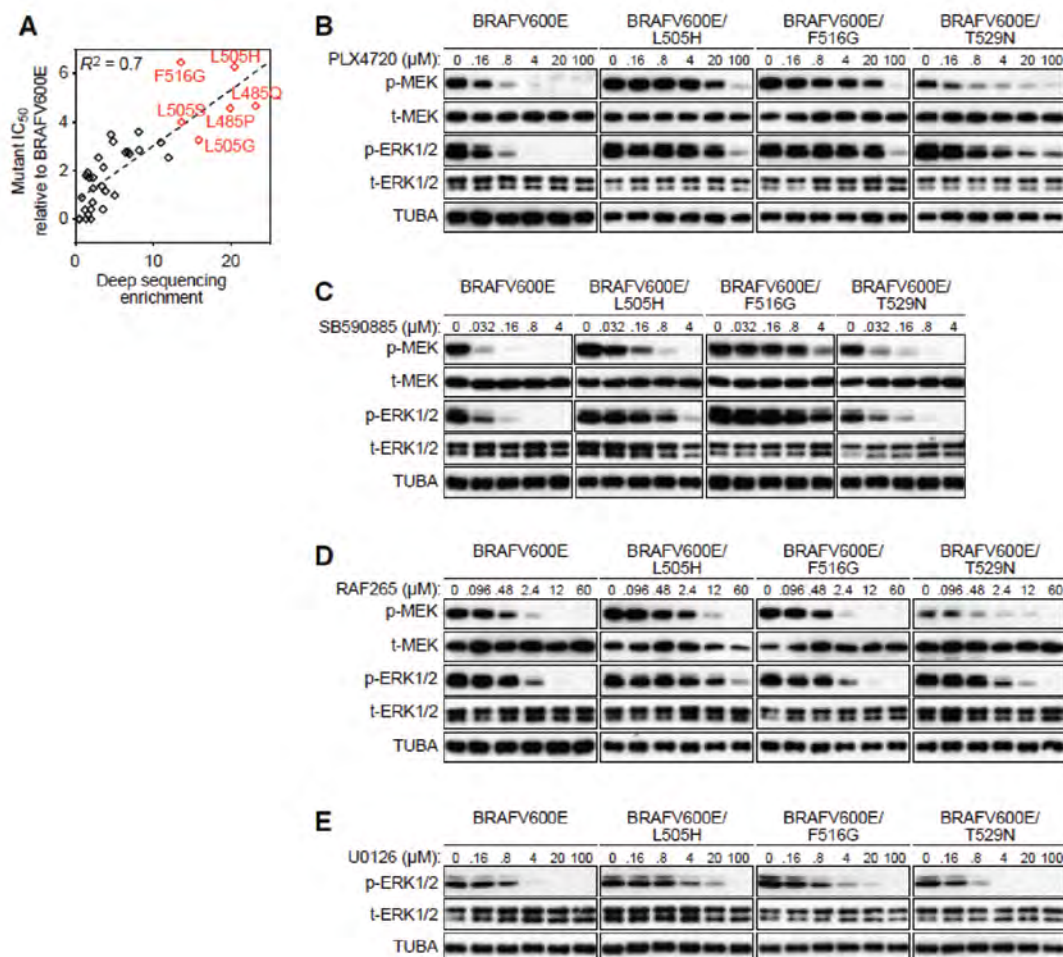 A
R² = 0.7
L505H
F516G
L485Q
L505S
L485P
L505G
Mutant IC50
relative to BRAFV600E
6
4
2
0
0 10 20
Deep sequencing
enrichment
B
BRAFV600E BRAFV600E/ L505H BRAFV600E/ F516G BRAFV600E/ T529N
PLX4720 (µM): 0 .16 .8 4 20 100 0 .16 .8 4 20 100 0 .16 .8 4 20 100 0 .16 .8 4 20 100
p-MEK
t-MEK
p-ERK1/2
t-ERK1/2
TUBA
C
BRAFV600E BRAFV600E/ L505H BRAFV600E/ F516G BRAFV600E/ T529N
SB590885 (µM): 0 .032 .16 .8 4 0 .032 .16 .8 4 0 .032 .16 .8 4 0 .032 .16 .8 4
p-MEK
t-MEK
p-ERK1/2
t-ERK1/2
TUBA
D
BRAFV600E BRAFV600E/ L505H BRAFV600E/ F516G BRAFV600E/ T529N
RAF265 (µM): 0 .096 .48 2.4 12 60 0 .096 .48 2.4 12 60 0 .096 .48 2.4 12 60 0 .096 .48 2.4 12 60
p-MEK
t-MEK
p-ERK1/2
t-ERK1/2
TUBA
E
BRAFV600E BRAFV600E/ L505H BRAFV600E/ F516G BRAFV600E/ T529N
U0126 (µM): 0 .16 .8 4 20 100 0 .16 .8 4 20 100 0 .16 .8 4 20 100 0 .16 .8 4 20 100
p-ERK1/2
t-ERK1/2
TUBA